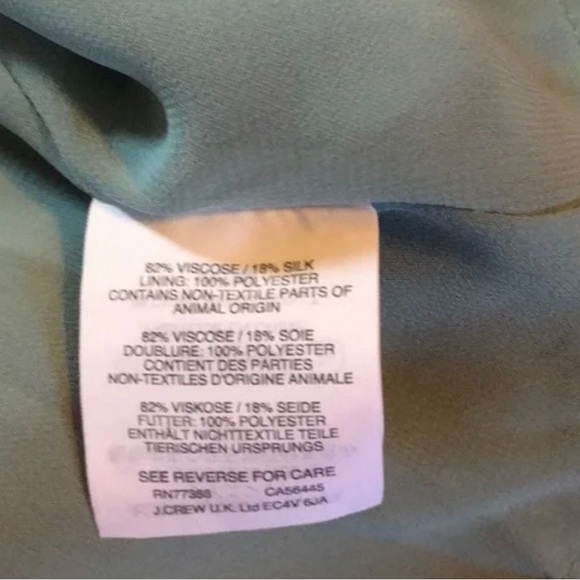 82% VISCOSE / 18% SILK
LINING: 100% POLYESTER
CONTAINS NON-TEXTILE PARTS OF
ANIMAL ORIGIN
82% VISCOSE / 18% SOIE
DOUBLURE: 100% POLYESTER
CONTIENT DES PARTIES
NON-TEXTILES D'ORIGINE ANIMALE
82% VISKOSE / 18% SEIDE
FUTTER: 100% POLYESTER
ENTHÄLT NICHTTEXTILE TEILE
TIERISCHEN URSPRUNGS
SEE REVERSE FOR CARE
RN77388 CA56445
J.CREW U.K. Ltd EC4V 6JA